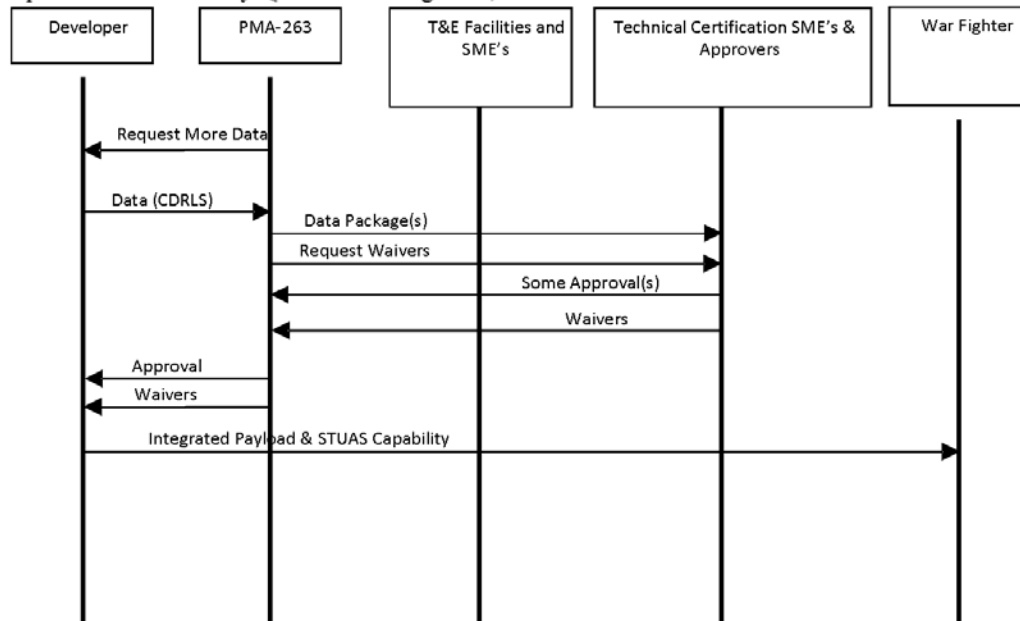 Developer
PMA-263
T&E Facilities and
SME's
Technical Certification SME's &
Approvers
War Fighter
Request More Data
Data (CDRLS)
Data Package(s)
Request Waivers
Some Approval(s)
Waivers
Approval
Waivers
Integrated Payload & STUAS Capability